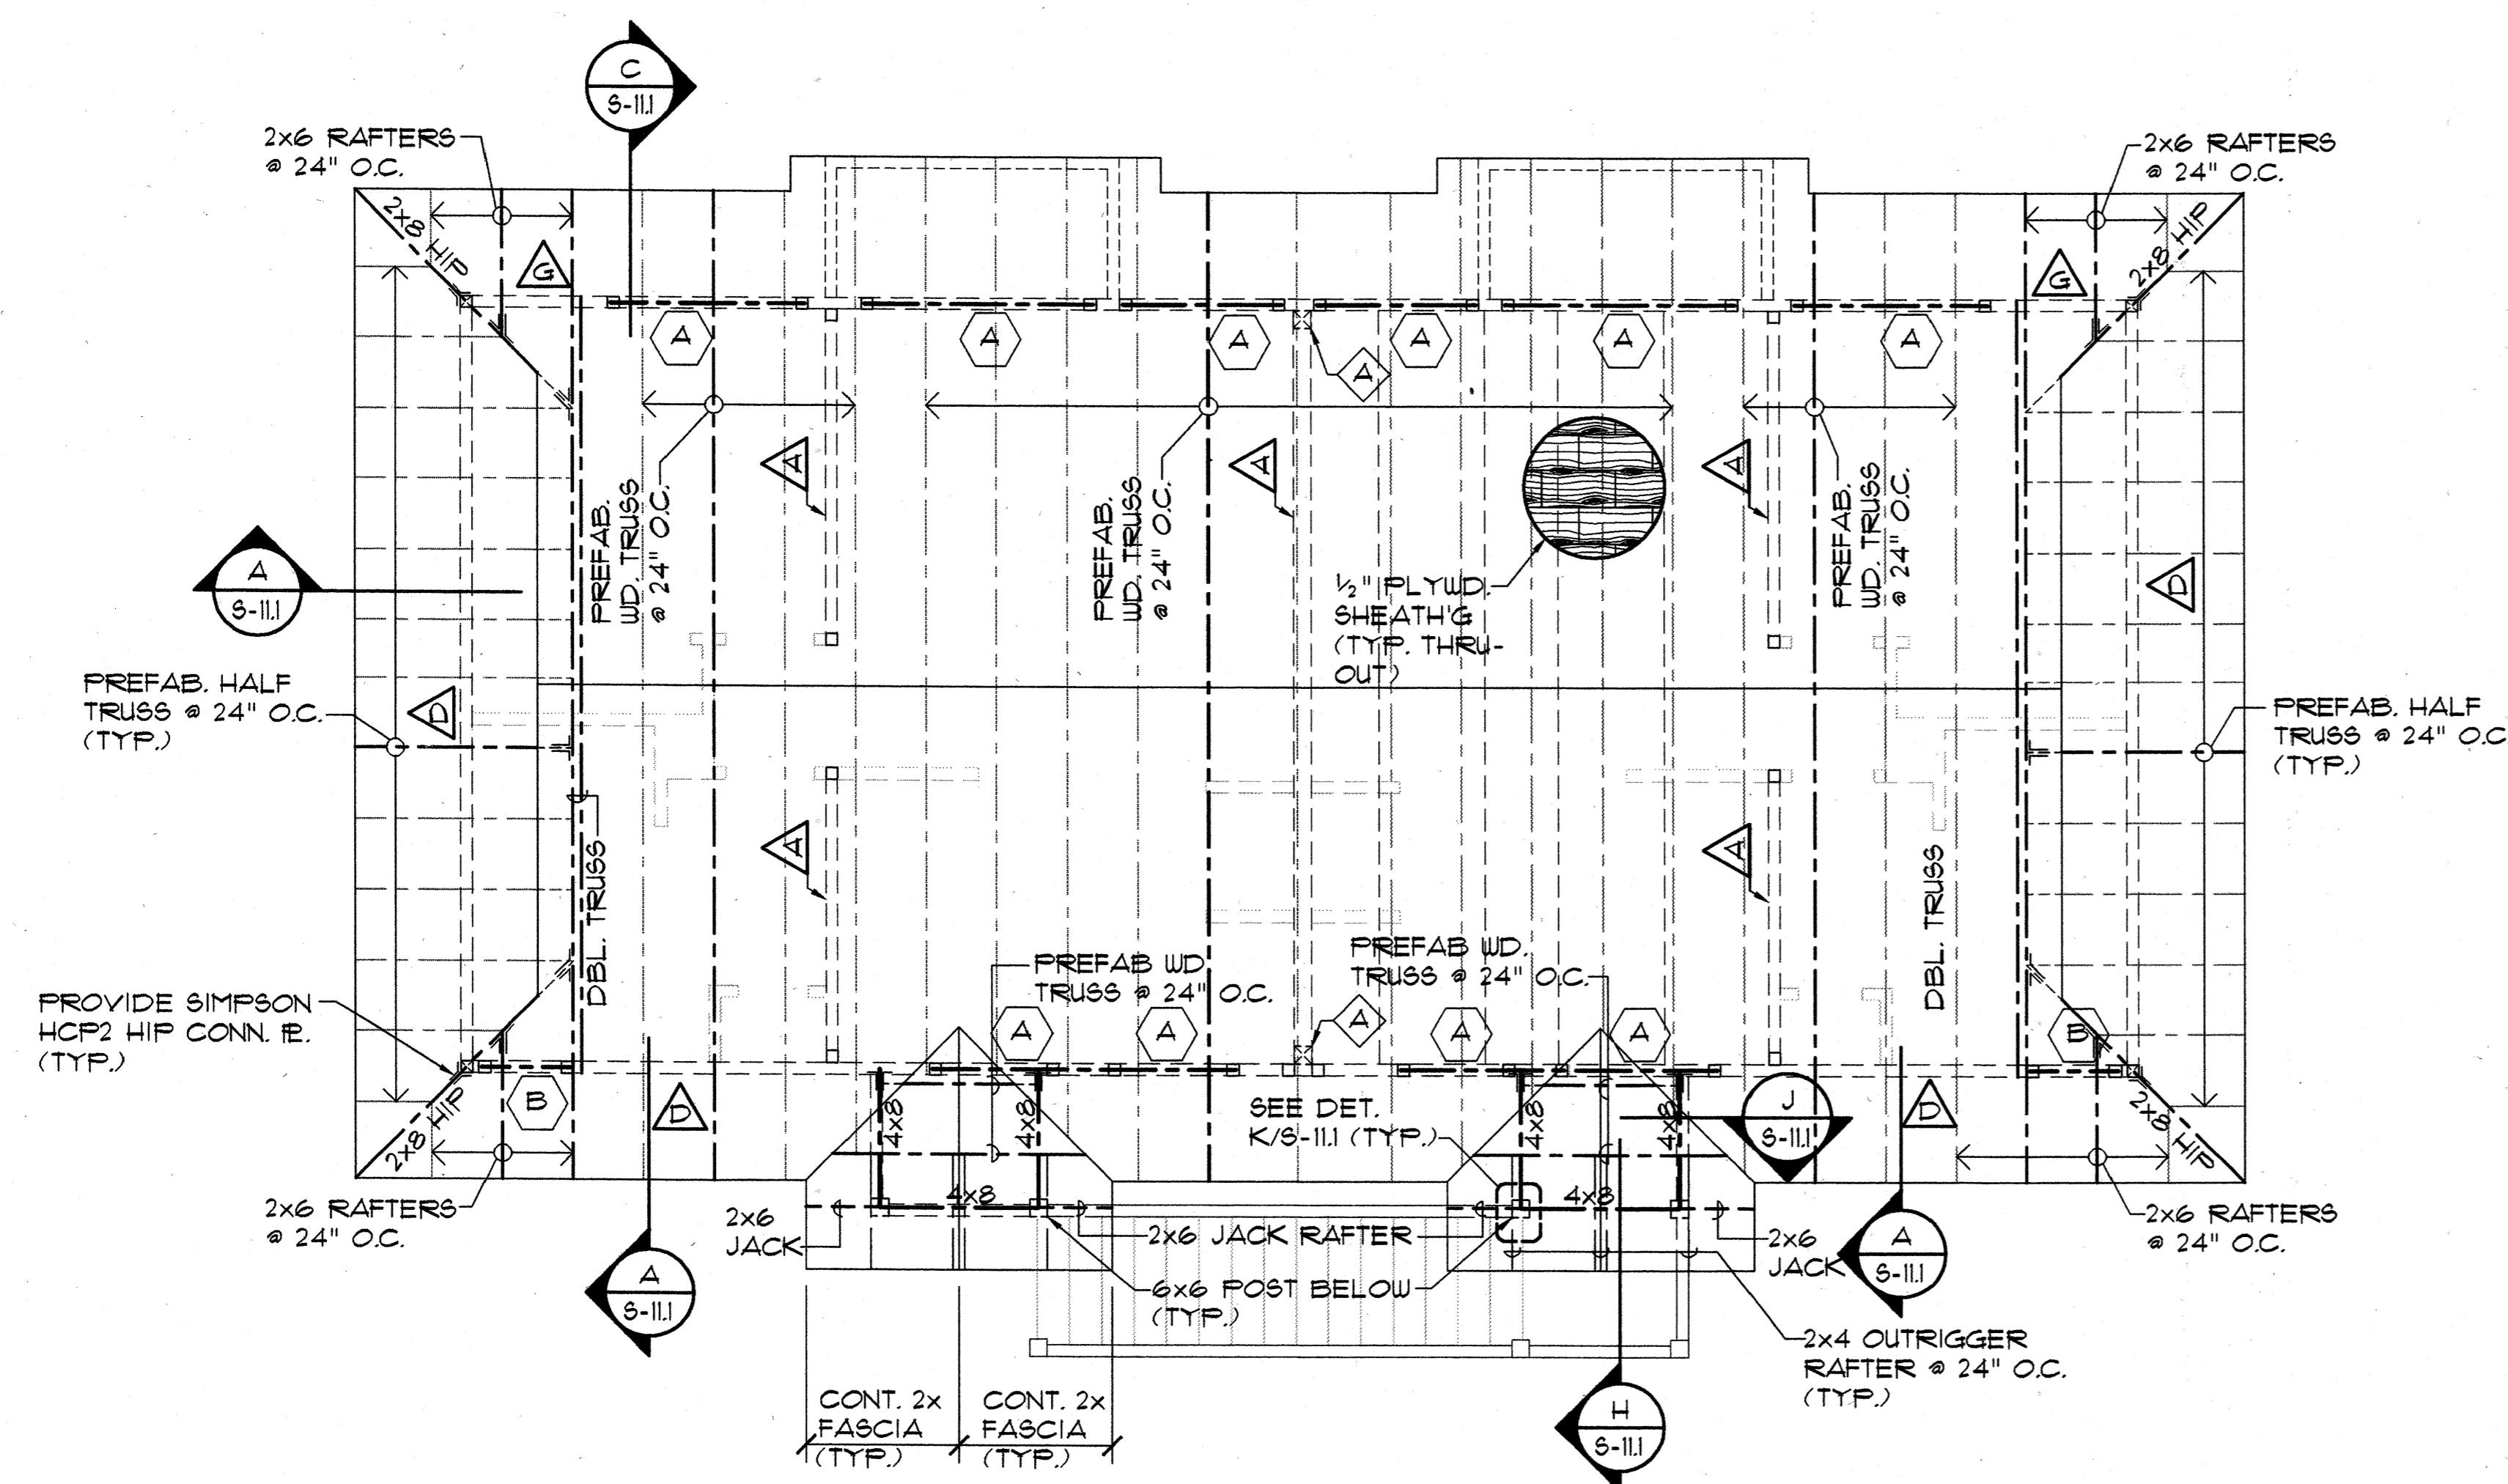 C
S-11.1
2x6 RAFTERS
@ 24" O.C.
2x6 RAFTERS
@ 24" O.C.
2x8 HIP
2x8 HIP
G
G
A
A
A
A
A
A
A
A
A
A
PREFAB.
WD. TRUSS
@ 24" O.C.
PREFAB.
WD. TRUSS
@ 24" O.C.
PREFAB.
WD. TRUSS
@ 24" O.C.
1/2" PLYWD.
SHEATH'G
(TYP. THRU-
OUT)
A
S-11.1
D
D
PREFAB. HALF
TRUSS @ 24" O.C.
(TYP.)
PREFAB. HALF
TRUSS @ 24" O.C
(TYP.)
A
A
DBL. TRUSS
DBL. TRUSS
PREFAB WD.
TRUSS @ 24" O.C.
PREFAB WD.
TRUSS @ 24" O.C.
PROVIDE SIMPSON
HCP2 HIP CONN. PL.
(TYP.)
A
A
A
A
A
B
B
D
D
4x8
4x8
4x8
4x8
SEE DET.
K/S-11.1 (TYP.)
J
S-11.1
2x8 HIP
2x8 HIP
4x8
4x8
2x6 RAFTERS
@ 24" O.C.
2x6
JACK
2x6 JACK RAFTER
2x6
JACK
2x6 RAFTERS
@ 24" O.C.
A
S-11.1
A
S-11.1
6x6 POST BELOW
(TYP.)
2x4 OUTRIGGER
RAFTER @ 24" O.C.
(TYP.)
CONT. 2x
FASCIA
(TYP.)
CONT. 2x
FASCIA
(TYP.)
H
S-11.1